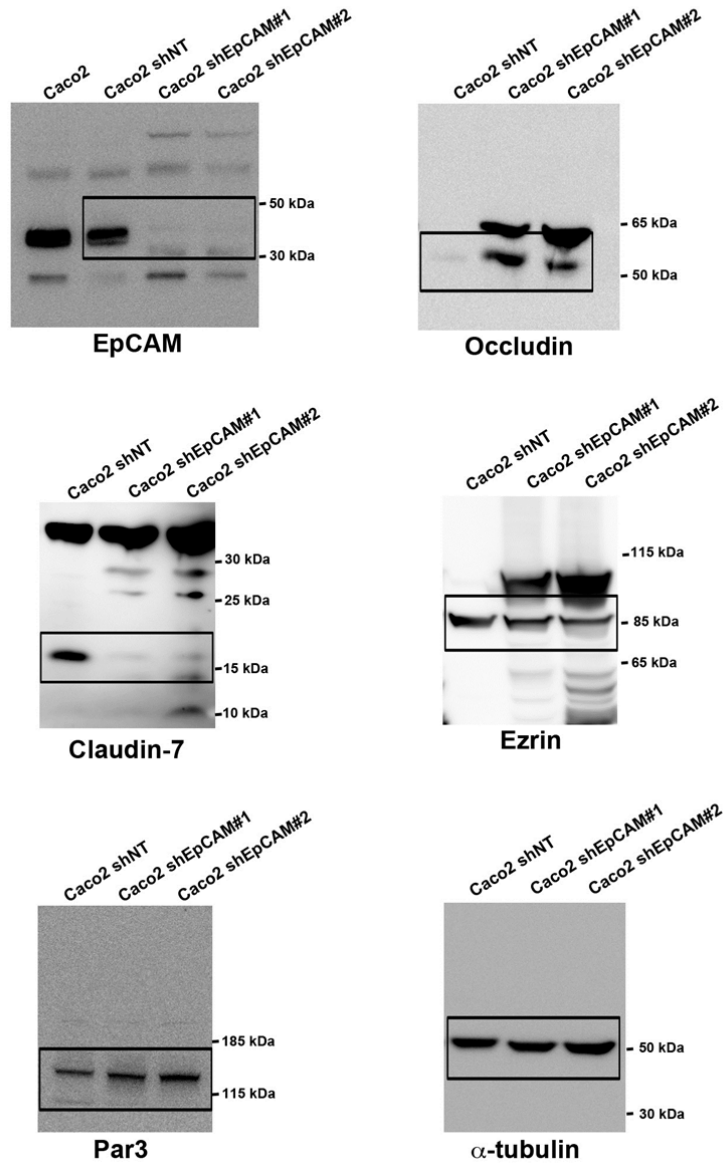 Caco2
Caco2 shNT
Caco2 shEpCAM#1
Caco2 shEpCAM#2
50 kDa
30 kDa
EpCAM
Caco2 shNT
Caco2 shEpCAM#1
Caco2 shEpCAM#2
65 kDa
50 kDa
Occludin
Caco2 shNT
Caco2 shEpCAM#1
Caco2 shEpCAM#2
30 kDa
25 kDa
15 kDa
10 kDa
Claudin-7
Caco2 shNT
Caco2 shEpCAM#1
Caco2 shEpCAM#2
115 kDa
85 kDa
65 kDa
Ezrin
Caco2 shNT
Caco2 shEpCAM#1
Caco2 shEpCAM#2
185 kDa
115 kDa
Par3
Caco2 shNT
Caco2 shEpCAM#1
Caco2 shEpCAM#2
50 kDa
30 kDa
α-tubulin